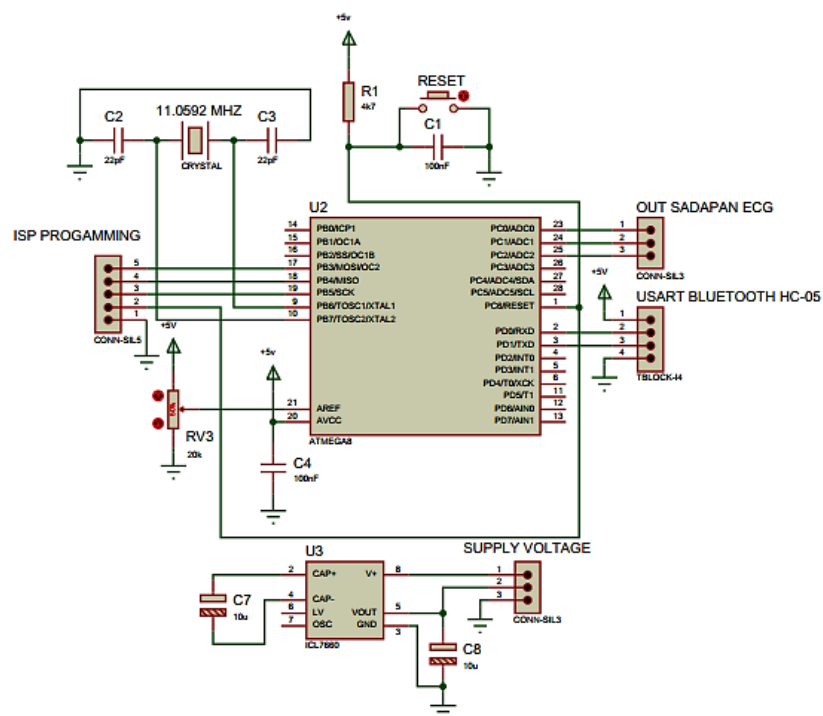 +5v
R1
4k7
RESET
C1
100nF
11.0592 MHZ
C2
22pF
CRYSTAL
C3
22pF
ISP PROGAMMING
5
4
3
2
1
CONN-SIL5
U2
14 PB0/ICP1
15 PB1/OC1A
16 PB2/SS/OC1B
17 PB3/MOSI/OC2
18 PB4/MISO
19 PB5/SCK
9 PB6/TOSC1/XTAL1
10 PB7/TOSC2/XTAL2
21 AREF
20 AVCC
ATMEGA8
PC0/ADC0 23
PC1/ADC1 24
PC2/ADC2 25
PC3/ADC3 26
PC4/ADC4/SDA 27
PC5/ADC5/SCL 28
PC6/RESET 1
PD0/RXD 2
PD1/TXD 3
PD2/INT0 4
PD3/INT1 5
PD4/T0/XCK 6
PD5/T1 11
PD6/AIN0 12
PD7/AIN1 13
OUT SADAPAN ECG
1
2
3
CONN-SIL3
+5V
USART BLUETOOTH HC-05
1
2
3
4
TBLOCK-I4
+5V
50%
RV3
20k
+5v
C4
100nF
U3
2 CAP+
4 CAP-
6 LV
7 OSC
V+ 8
VOUT 5
GND 3
ICL7660
C7
10u
C8
10u
SUPPLY VOLTAGE
1
2
3
CONN-SIL3